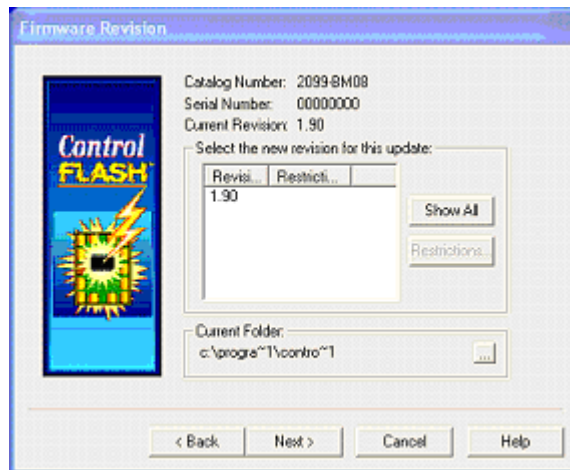 Firmware Revision
Catalog Number: 2099-BM08
Serial Number: 00000000
Current Revision: 1.90
Control
FLASH
Select the new revision for this update:
Revisi... Restricti...
1.90
Show All
Restrictions...
Current Folder:
c:\progra~1\contro~1
...
< Back Next > Cancel Help